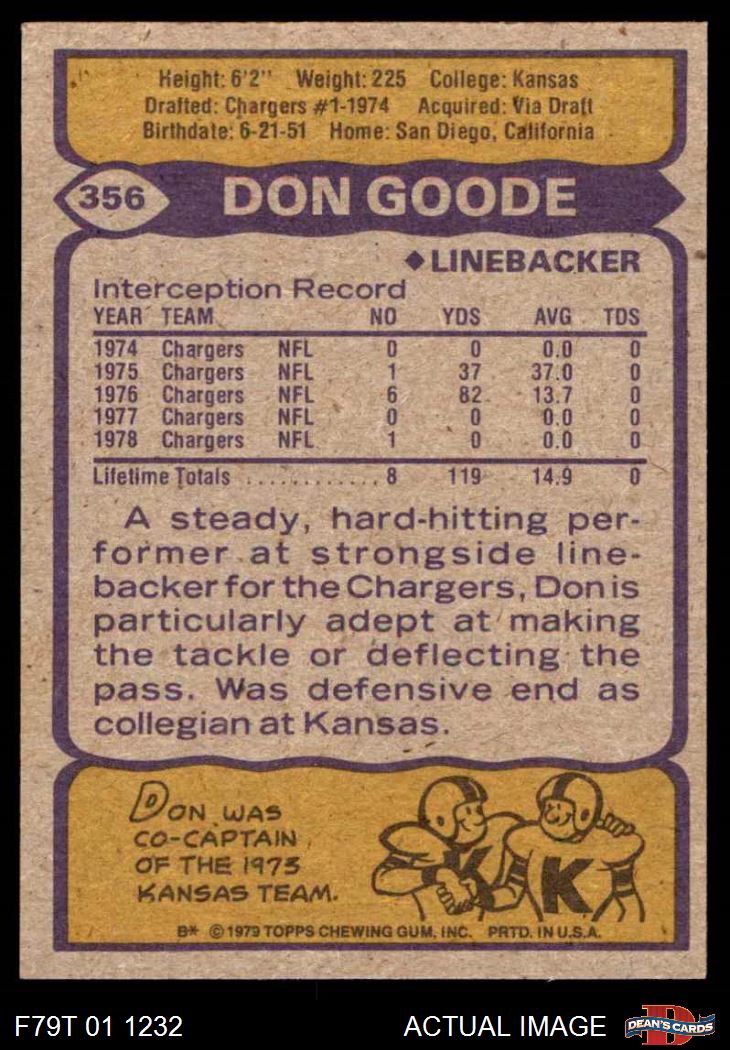 Height: 6'2" Weight: 225 College: Kansas
Drafted: Chargers #1-1974 Acquired: Via Draft
Birthdate: 6-21-51 Home: San Diego, California
356 DON GOODE
◆LINEBACKER
Interception Record
YEAR TEAM NO YDS AVG TDS
1974 Chargers NFL 0 0 0.0 0
1975 Chargers NFL 1 37 37.0 0
1976 Chargers NFL 6 82 13.7 0
1977 Chargers NFL 0 0 0.0 0
1978 Chargers NFL 1 0 0.0 0
Lifetime Totals ............ 8 119 14.9 0
A steady, hard-hitting per-
former at strongside line-
backer for the Chargers, Don is
particularly adept at making
the tackle or deflecting the
pass. Was defensive end as
collegian at Kansas.
DON WAS
CO-CAPTAIN
OF THE 1973
KANSAS TEAM.
K K
B* © 1979 TOPPS CHEWING GUM, INC. PRTD. IN U.S.A.
F79T 01 1232 ACTUAL IMAGE D DEAN'S CARDS